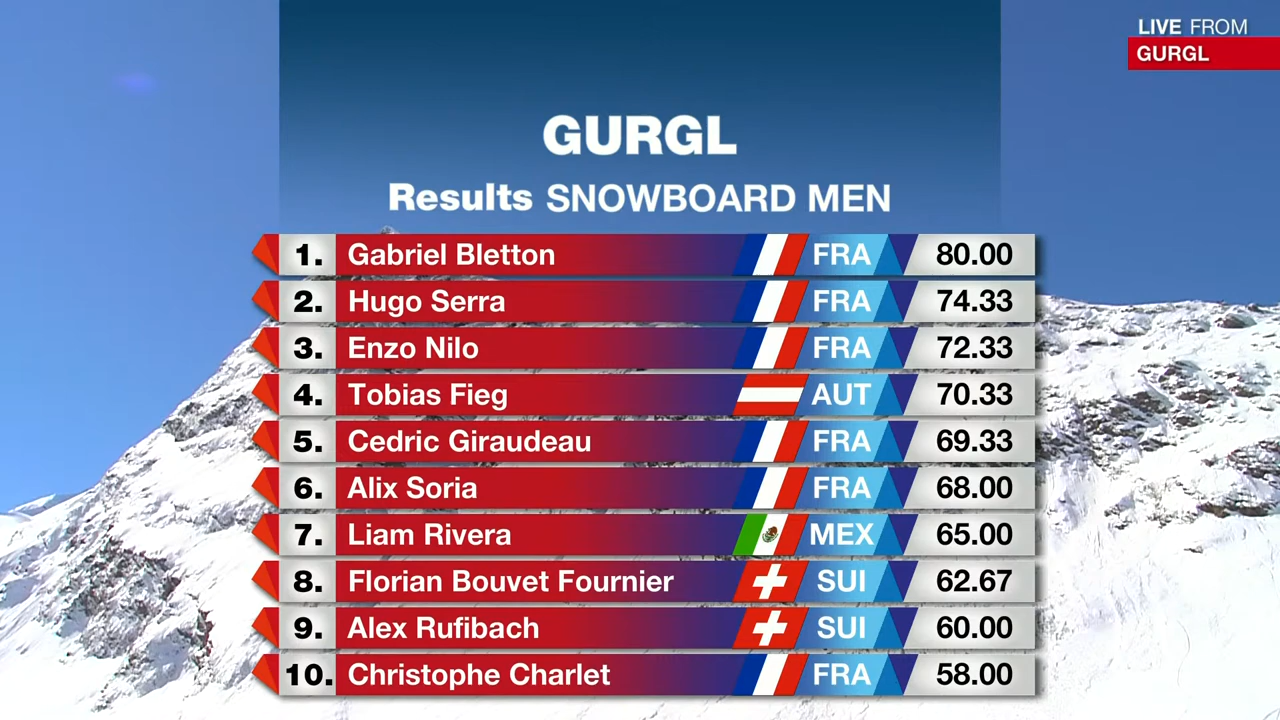 LIVE FROM
GURGL
GURGL
Results SNOWBOARD MEN
1. Gabriel Bletton FRA 80.00
2. Hugo Serra FRA 74.33
3. Enzo Nilo FRA 72.33
4. Tobias Fieg AUT 70.33
5. Cedric Giraudeau FRA 69.33
6. Alix Soria FRA 68.00
7. Liam Rivera MEX 65.00
8. Florian Bouvet Fournier SUI 62.67
9. Alex Rufibach SUI 60.00
10. Christophe Charlet FRA 58.00